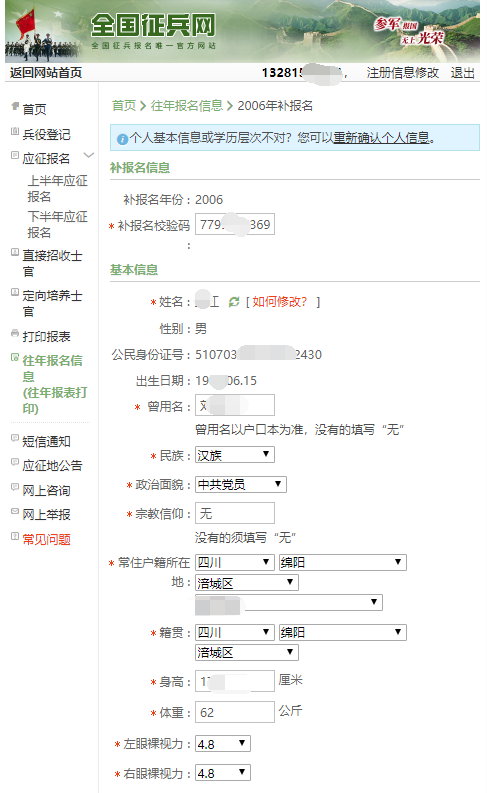 全国征兵网
全国征兵报名唯一官方网站
参军报国
无上光荣
返回网站首页
13281 , 注册信息修改 退出
首页
兵役登记
应征报名
上半年应征
报名
下半年应征
报名
直接招收士
官
定向培养士
官
打印报表
往年报名信
息
(往年报表打
印)
短信通知
应征地公告
网上咨询
网上举报
常见问题
首页 > 往年报名信息 > 2006年补报名
个人基本信息或学历层次不对？您可以重新确认个人信息。
补报名信息
补报名年份：2006
* 补报名校验码 779 369
：
基本信息
* 姓名： 江 [ 如何修改？ ]
性别：男
公民身份证号：510703 2430
出生日期：19 06.15
* 曾用名：
曾用名以户口本为准，没有的填写“无”
* 民族：汉族
* 政治面貌：中共党员
* 宗教信仰：无
没有的须填写“无”
* 常住户籍所在 四川 绵阳
地：涪城区
* 籍贯：四川 绵阳
涪城区
* 身高：17 厘米
* 体重：62 公斤
* 左眼裸视力：4.8
* 右眼裸视力：4.8